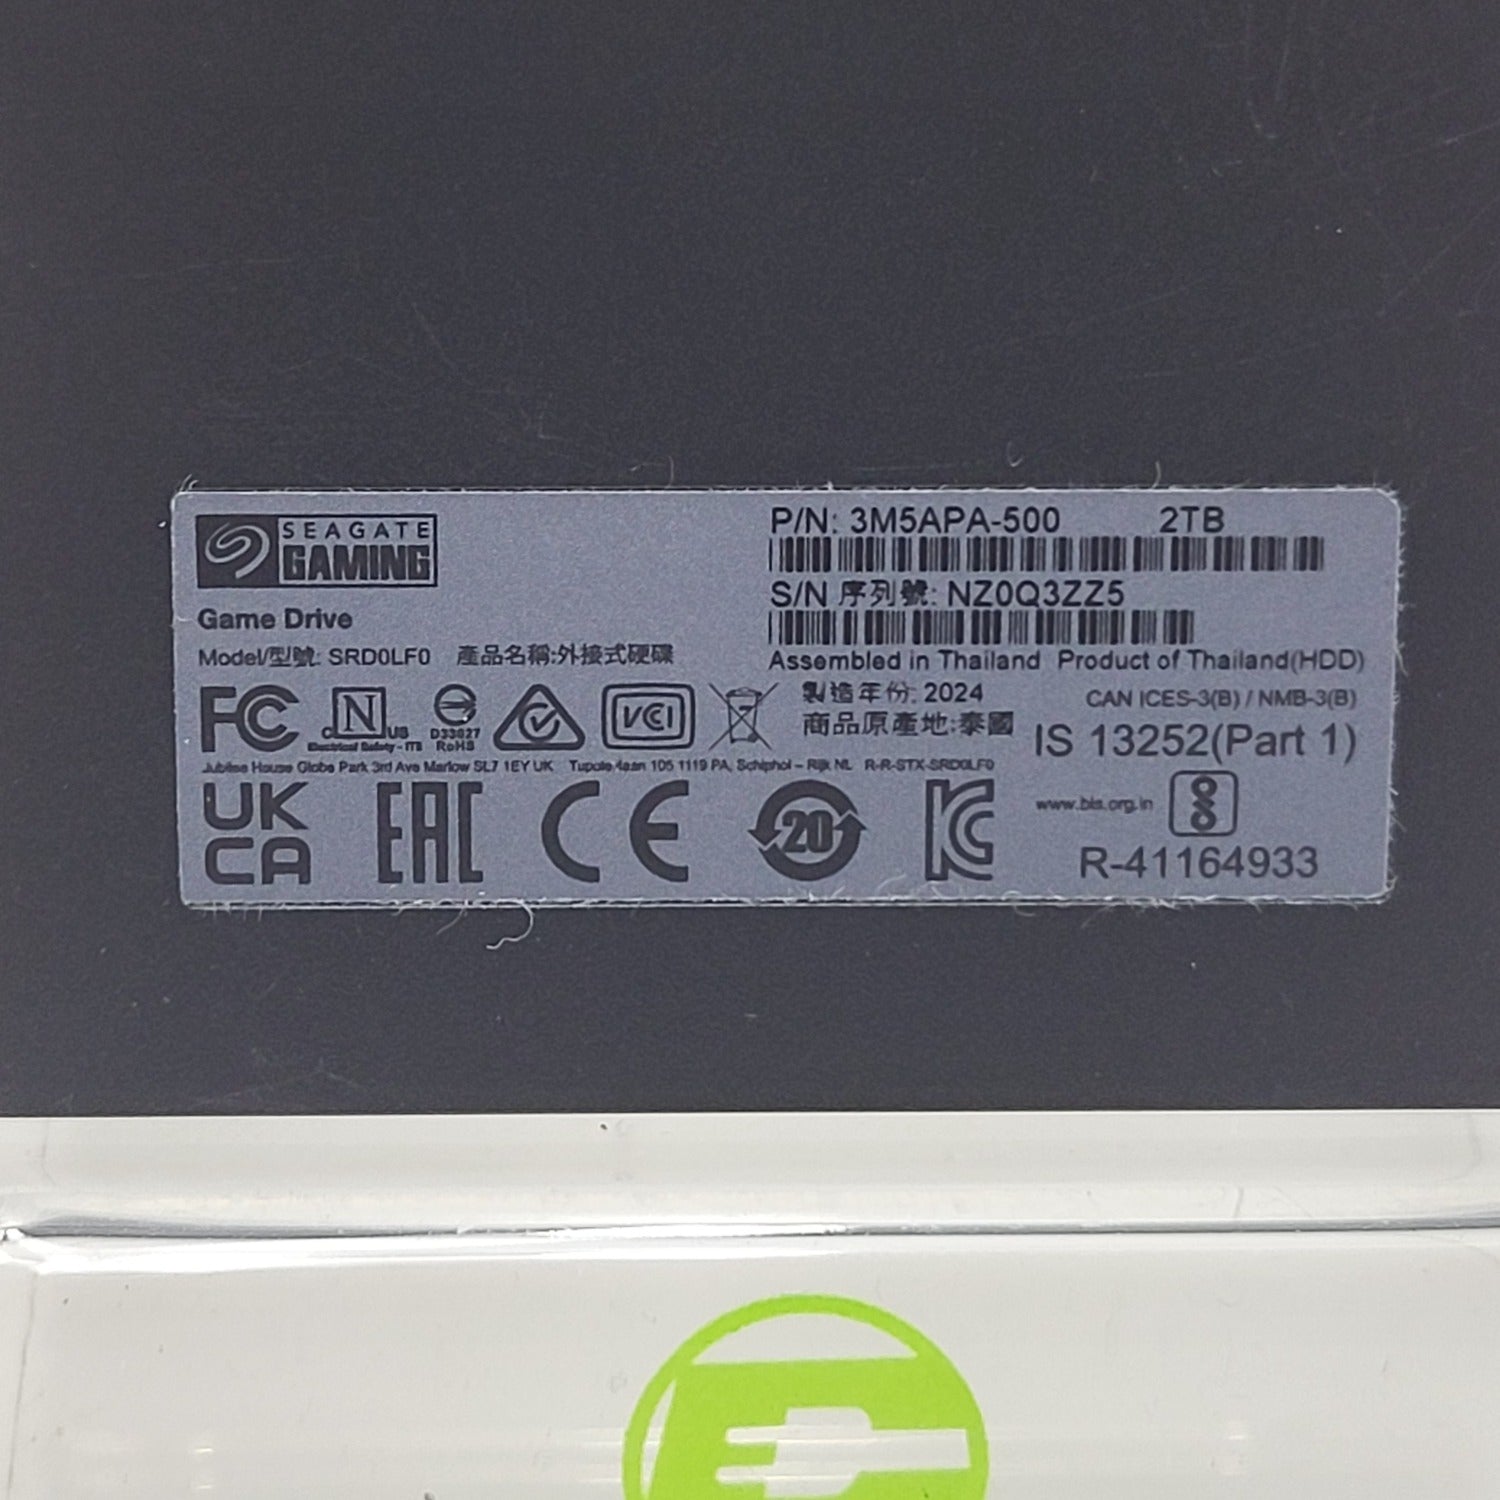 SEAGATE
GAMING
Game Drive
Model/型號: SRD0LF0 產品名稱:外接式硬碟
P/N: 3M5APA-500 2TB
S/N 序列號: NZ0Q3ZZ5
Assembled in Thailand Product of Thailand(HDD)
製造年份: 2024
商品原產地:泰國
CAN ICES-3(B) / NMB-3(B)
IS 13252(Part 1)
FC
C N US
Electrical Safety - ITE
D33027
RoHS
VCCI
Jubilee House Globe Park 3rd Ave Marlow SL7 1EY UK Tupolevlaan 105 1119 PA, Schiphol – Rijk NL R-R-STX-SRD0LF0
UK
CA
EAC
CE
20
KC
www.bis.org.in
R-41164933